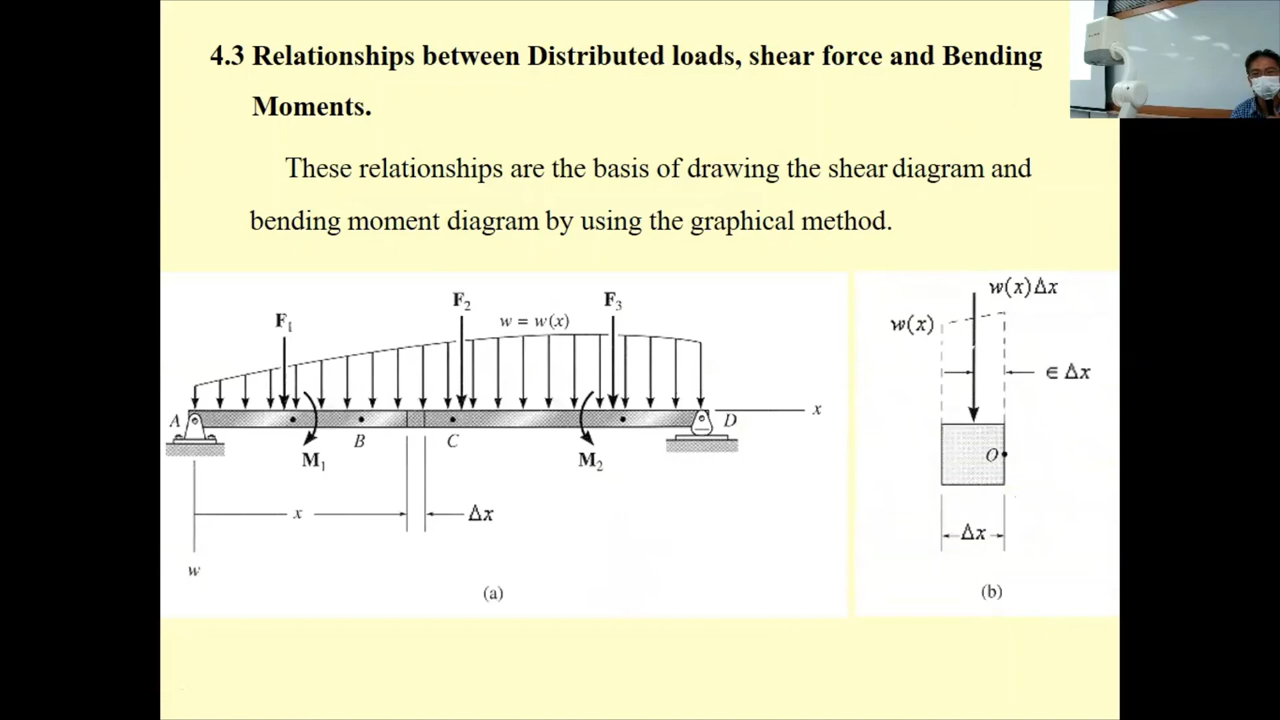 4.3 Relationships between Distributed loads, shear force and Bending
Moments.
These relationships are the basis of drawing the shear diagram and
bending moment diagram by using the graphical method.
F₁
F₂
w = w(x)
F₃
A
B
C
D
x
M₁
M₂
x
Δx
w
(a)
w(x)Δx
w(x)
∈ Δx
O
Δx
(b)